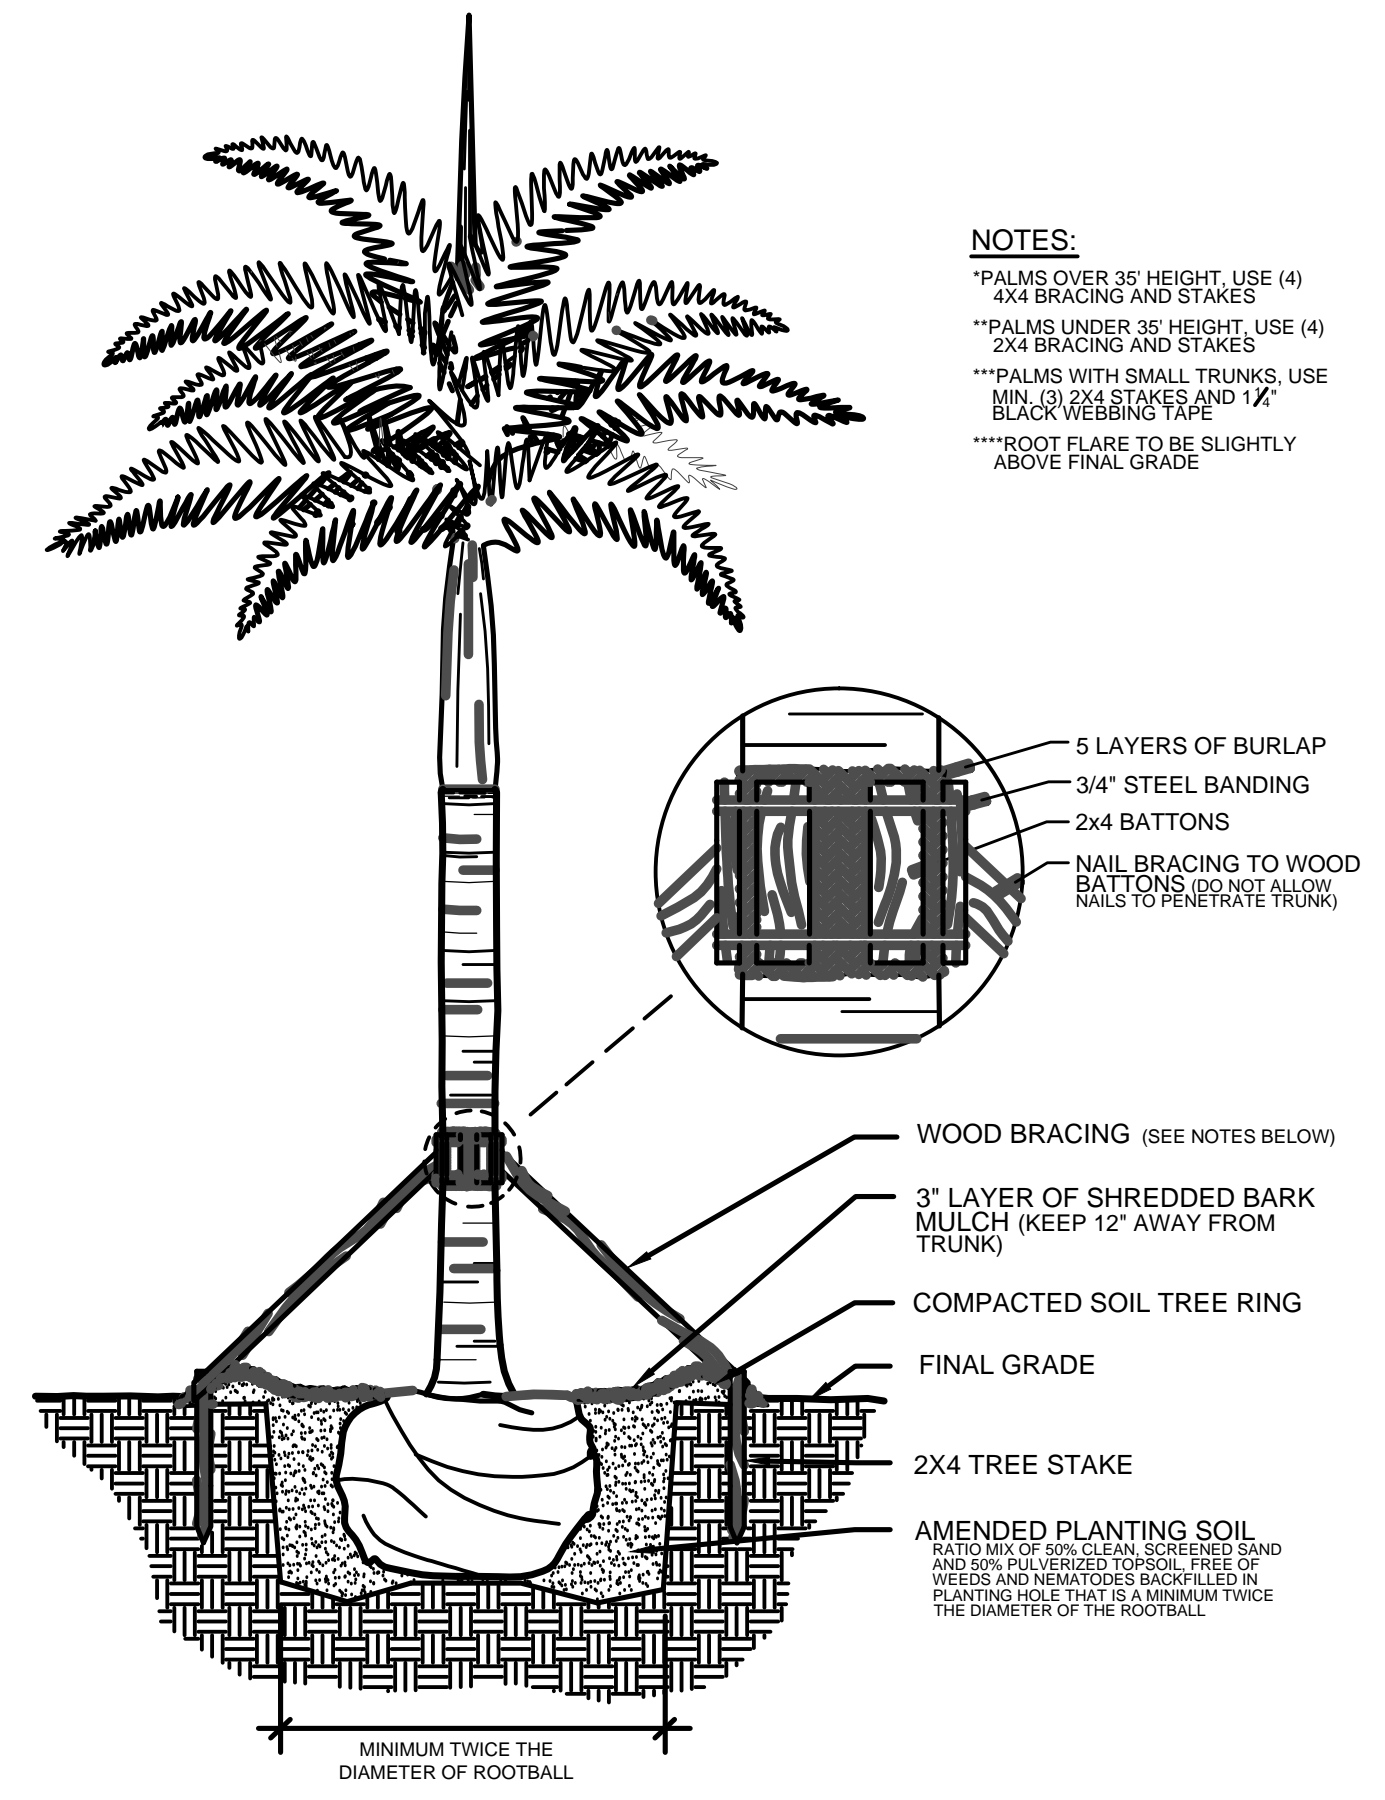 NOTES:
*PALMS OVER 35' HEIGHT, USE (4)
4X4 BRACING AND STAKES
**PALMS UNDER 35' HEIGHT, USE (4)
2X4 BRACING AND STAKES
***PALMS WITH SMALL TRUNKS, USE
MIN. (3) 2X4 STAKES AND 1¼"
BLACK WEBBING TAPE
****ROOT FLARE TO BE SLIGHTLY
ABOVE FINAL GRADE
5 LAYERS OF BURLAP
3/4" STEEL BANDING
2x4 BATTONS
NAIL BRACING TO WOOD
BATTONS (DO NOT ALLOW
NAILS TO PENETRATE TRUNK)
WOOD BRACING (SEE NOTES BELOW)
3" LAYER OF SHREDDED BARK
MULCH (KEEP 12" AWAY FROM
TRUNK)
COMPACTED SOIL TREE RING
FINAL GRADE
2X4 TREE STAKE
AMENDED PLANTING SOIL
RATIO MIX OF 50% CLEAN, SCREENED SAND
AND 50% PULVERIZED TOPSOIL, FREE OF
WEEDS AND NEMATODES BACKFILLED IN
PLANTING HOLE THAT IS A MINIMUM TWICE
THE DIAMETER OF THE ROOTBALL
MINIMUM TWICE THE
DIAMETER OF ROOTBALL